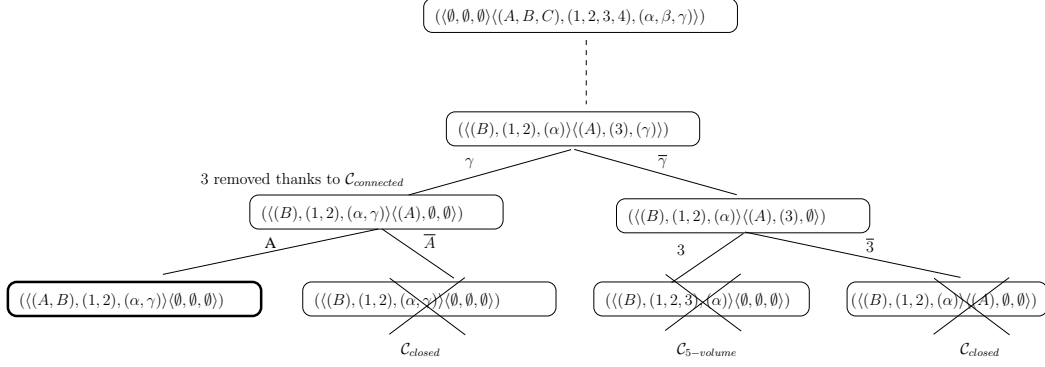 (⟨∅, ∅, ∅⟩⟨(A, B, C), (1, 2, 3, 4), (α, β, γ)⟩)
(⟨(B), (1, 2), (α)⟩⟨(A), (3), (γ)⟩)
γ
γ̅
3 removed thanks to 𝒞connected
(⟨(B), (1, 2), (α, γ)⟩⟨(A), ∅, ∅⟩)
(⟨(B), (1, 2), (α)⟩⟨(A), (3), ∅⟩)
A
A̅
3
3̅
(⟨(A, B), (1, 2), (α, γ)⟩⟨∅, ∅, ∅⟩)
(⟨(B), (1, 2), (α, γ)⟩⟨∅, ∅, ∅⟩)
(⟨(B), (1, 2, 3), (α)⟩⟨∅, ∅, ∅⟩)
(⟨(B), (1, 2), (α)⟩⟨(A), ∅, ∅⟩)
𝒞closed
𝒞5−volume
𝒞closed